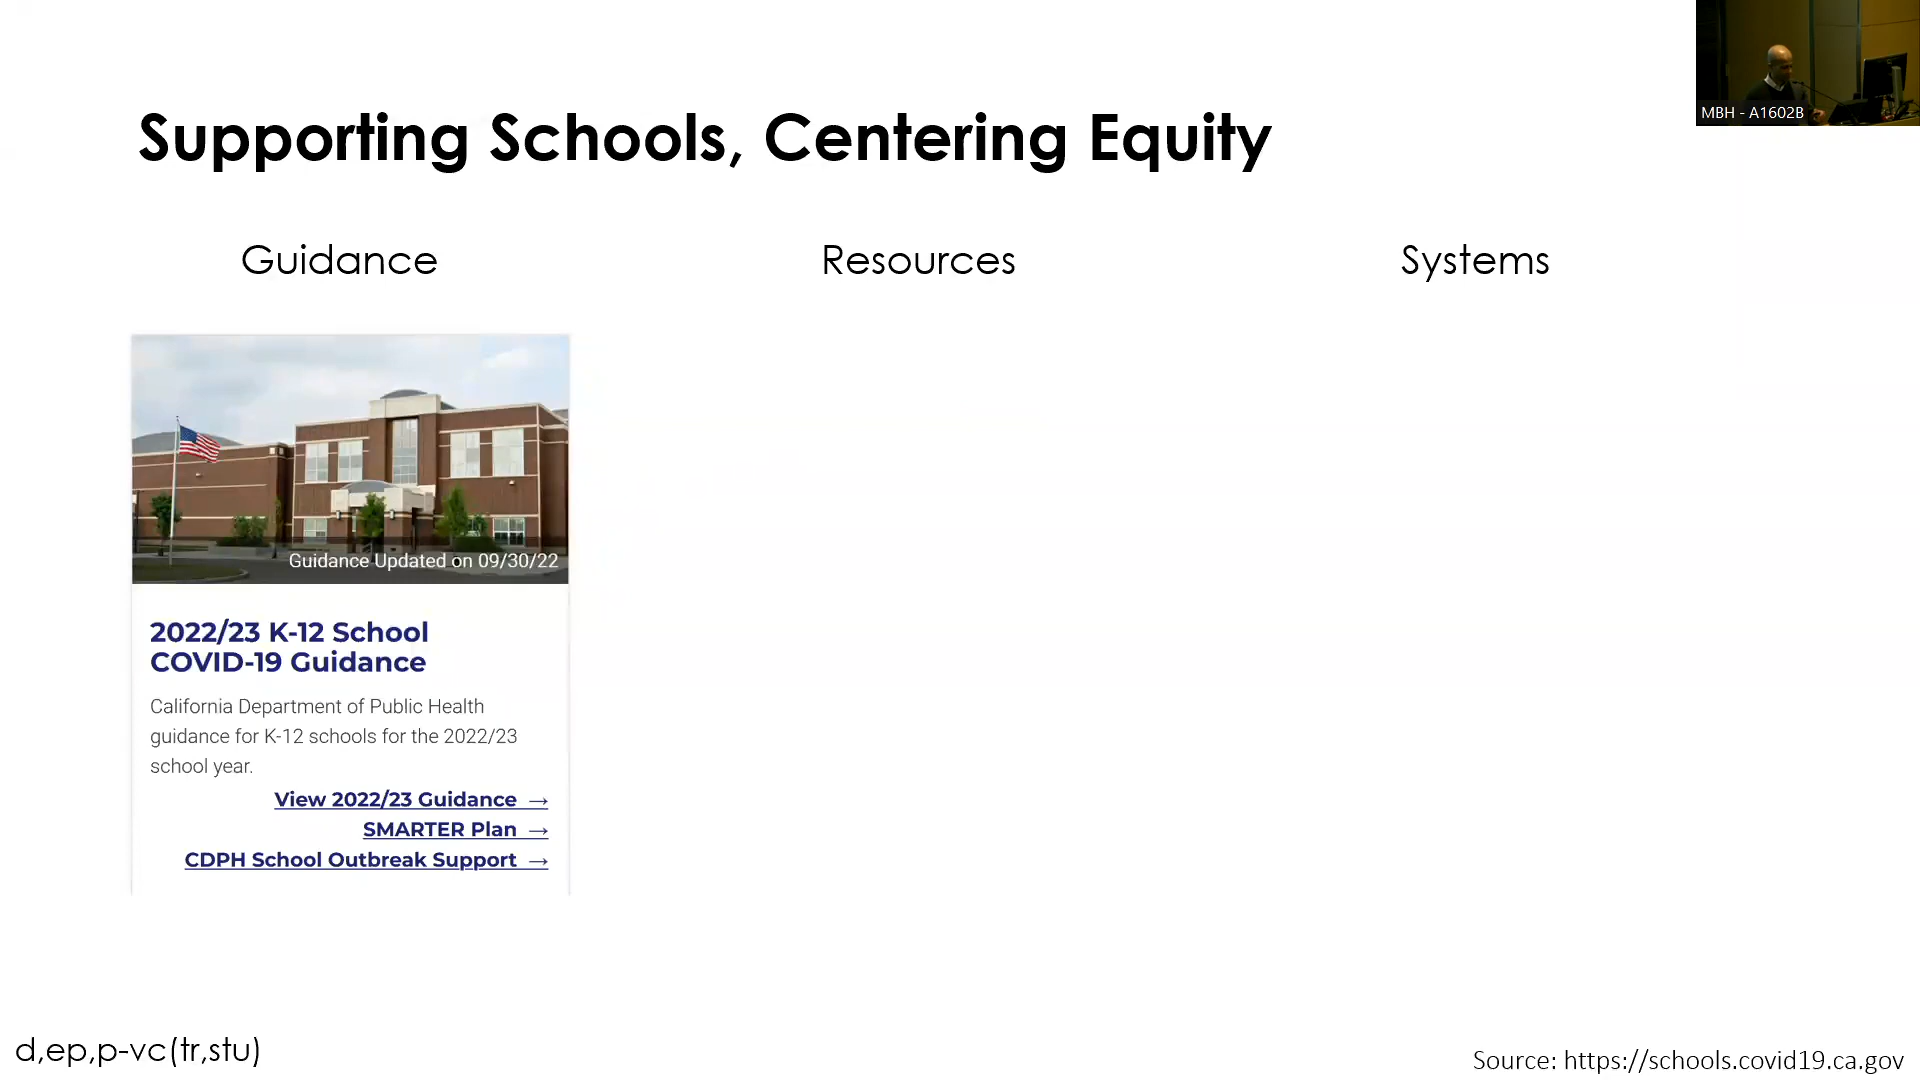 MBH - A1602B
Supporting Schools, Centering Equity
Guidance
Resources
Systems
Guidance Updated on 09/30/22
2022/23 K-12 School
COVID-19 Guidance
California Department of Public Health
guidance for K-12 schools for the 2022/23
school year.
View 2022/23 Guidance →
SMARTER Plan →
CDPH School Outbreak Support →
d,ep,p-vc(tr,stu)
Source: https://schools.covid19.ca.gov